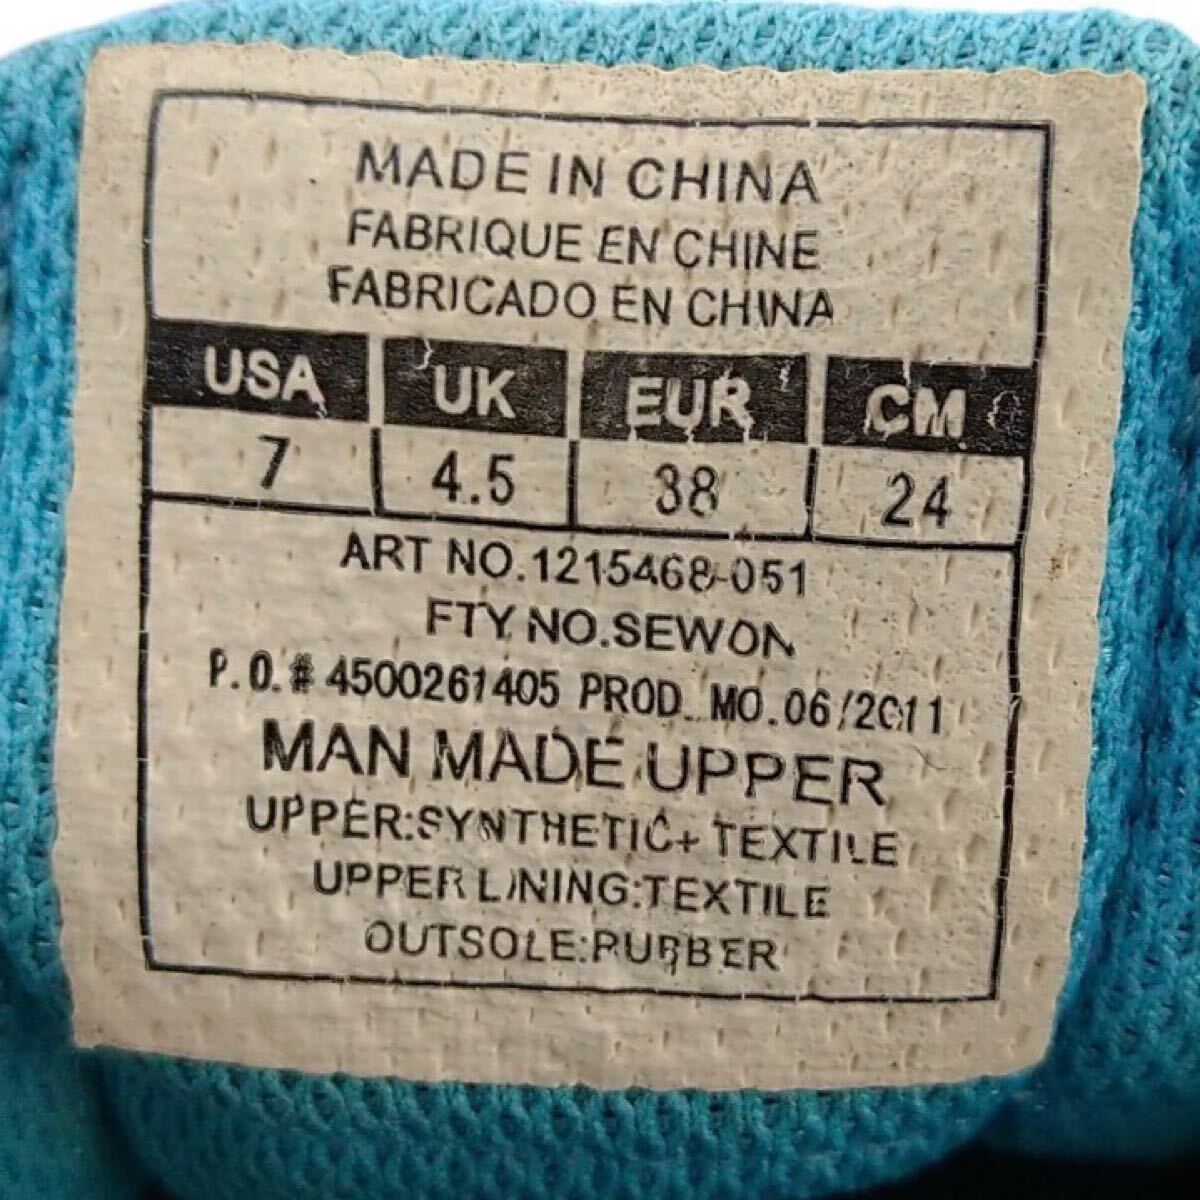 MADE IN CHINA
FABRIQUE EN CHINE
FABRICADO EN CHINA
USA UK EUR CM
7 4.5 38 24
ART NO.1215468-051
FTY NO.SEWON
P.O.# 4500261405 PROD. MO.06/2011
MAN MADE UPPER
UPPER:SYNTHETIC+ TEXTILE
UPPER LINING:TEXTILE
OUTSOLE:RUBBER